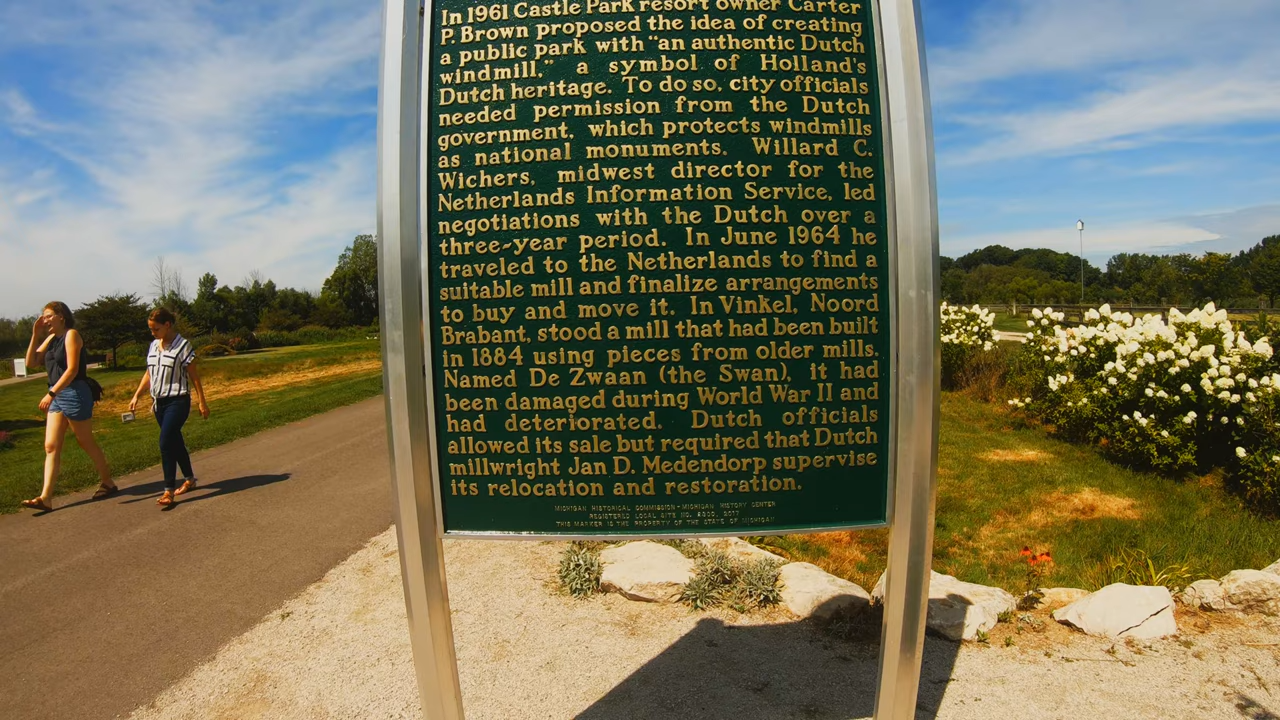 In 1961 Castle Park resort owner Carter
P. Brown proposed the idea of creating
a public park with "an authentic Dutch
windmill," a symbol of Holland's
Dutch heritage. To do so, city officials
needed permission from the Dutch
government, which protects windmills
as national monuments. Willard C.
Wichers, midwest director for the
Netherlands Information Service, led
negotiations with the Dutch over a
three-year period. In June 1964 he
traveled to the Netherlands to find a
suitable mill and finalize arrangements
to buy and move it. In Vinkel, Noord
Brabant, stood a mill that had been built
in 1884 using pieces from older mills.
Named De Zwaan (the Swan), it had
been damaged during World War II and
had deteriorated. Dutch officials
allowed its sale but required that Dutch
millwright Jan D. Medendorp supervise
its relocation and restoration.
MICHIGAN HISTORICAL COMMISSION-MICHIGAN HISTORY CENTER
REGISTERED LOCAL SITE NO. 2017
THIS MARKER IS THE PROPERTY OF THE STATE OF MICHIGAN